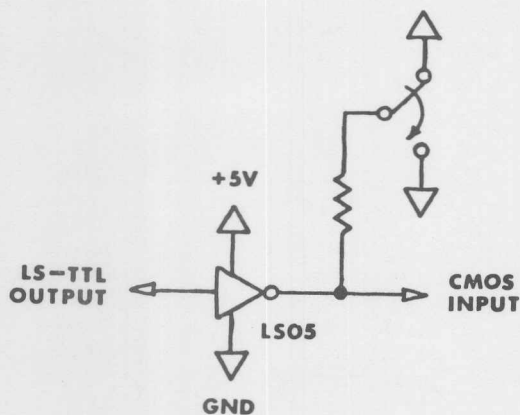 +5V
LS-TTL
OUTPUT
CMOS
INPUT
LS05
GND